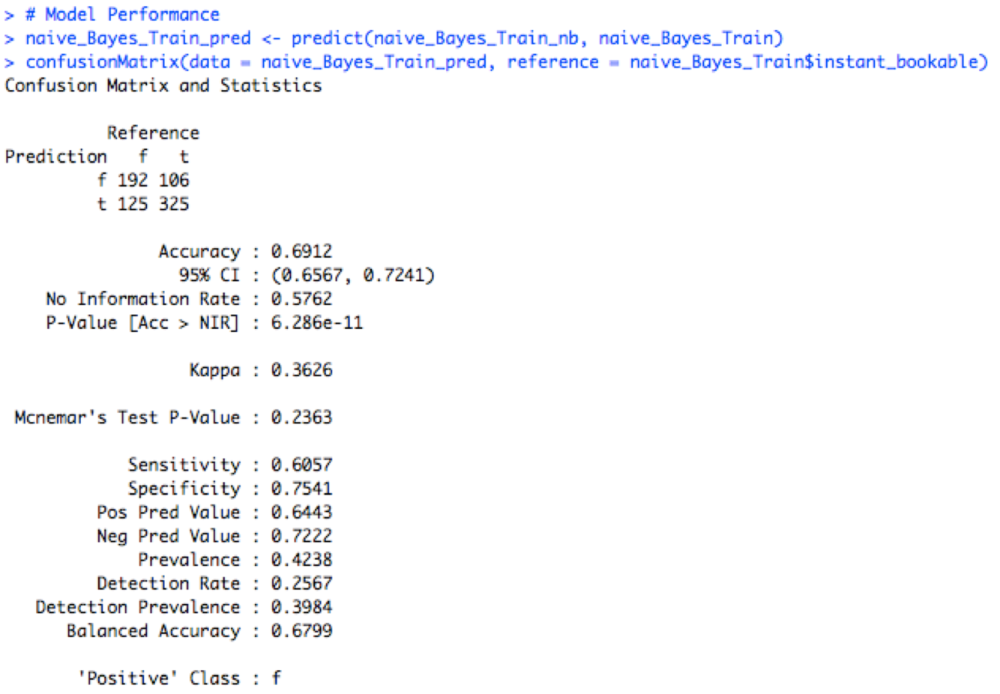 > # Model Performance
> naive_Bayes_Train_pred <- predict(naive_Bayes_Train_nb, naive_Bayes_Train)
> confusionMatrix(data = naive_Bayes_Train_pred, reference = naive_Bayes_Train$instant_bookable)
Confusion Matrix and Statistics

          Reference
Prediction   f   t
         f 192 106
         t 125 325

               Accuracy : 0.6912
                 95% CI : (0.6567, 0.7241)
    No Information Rate : 0.5762
    P-Value [Acc > NIR] : 6.286e-11

                  Kappa : 0.3626

 Mcnemar's Test P-Value : 0.2363

            Sensitivity : 0.6057
            Specificity : 0.7541
         Pos Pred Value : 0.6443
         Neg Pred Value : 0.7222
             Prevalence : 0.4238
         Detection Rate : 0.2567
   Detection Prevalence : 0.3984
      Balanced Accuracy : 0.6799

       'Positive' Class : f